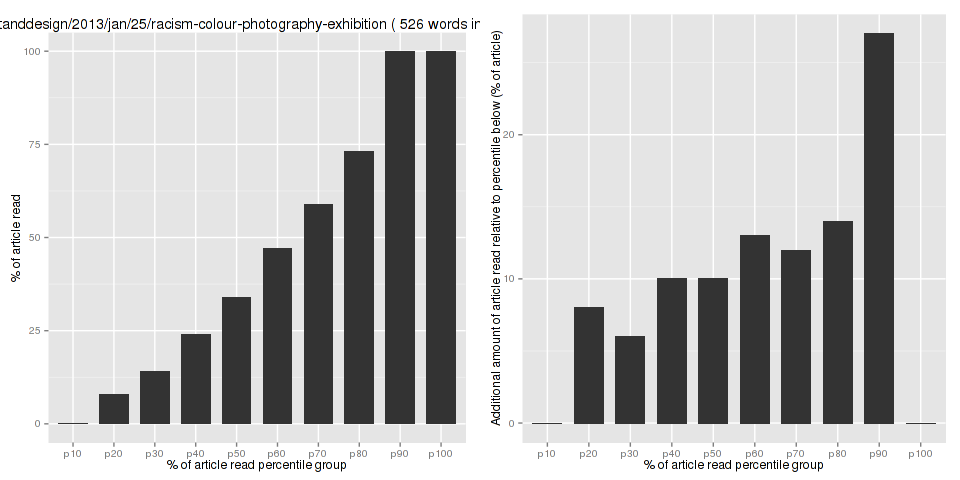 tanddesign/2013/jan/25/racism-colour-photography-exhibition ( 526 words in
% of article read
100
75
50
25
0
p10 p20 p30 p40 p50 p60 p70 p80 p90 p100
% of article read percentile group
Additional amount of article read relative to percentile below (% of article)
20
10
0
p10 p20 p30 p40 p50 p60 p70 p80 p90 p100
% of article read percentile group